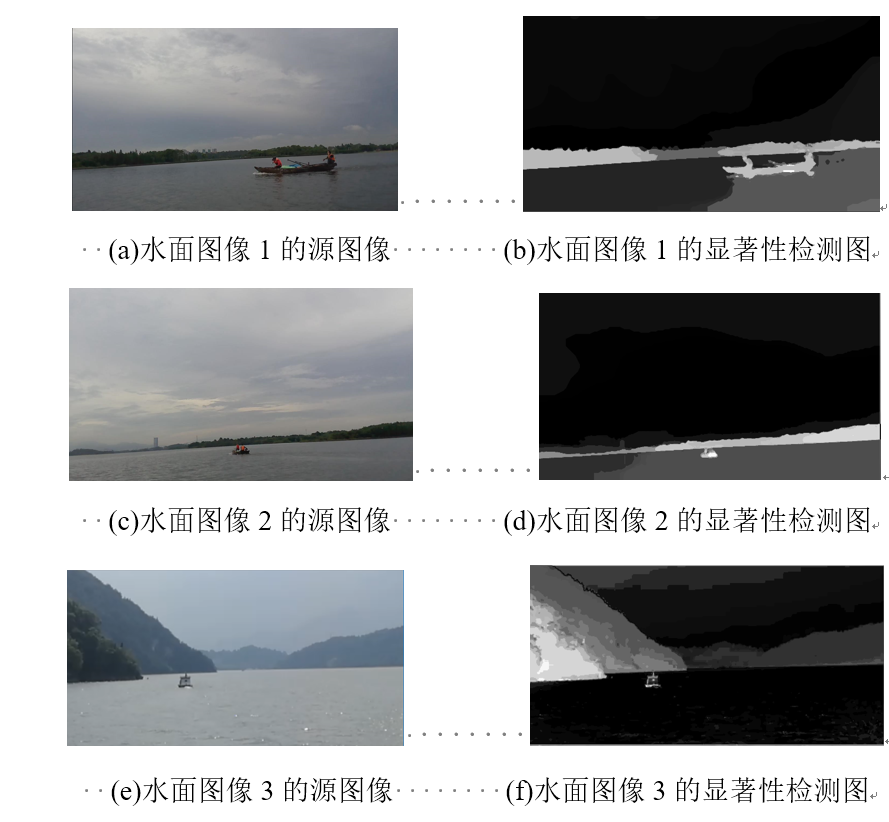 (a)水面图像 1 的源图像
(b)水面图像 1 的显著性检测图
(c)水面图像 2 的源图像
(d)水面图像 2 的显著性检测图
(e)水面图像 3 的源图像
(f)水面图像 3 的显著性检测图